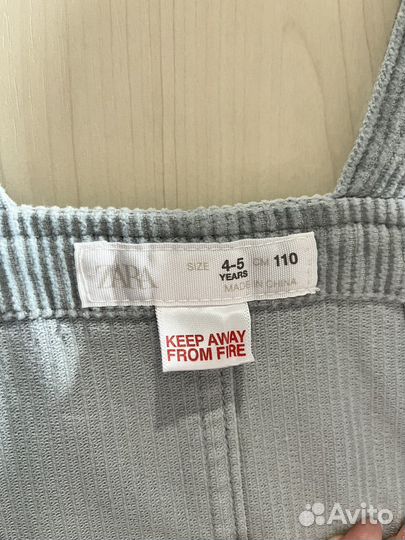 ZARA SIZE 4-5 YEARS CM 110
MADE IN CHINA
KEEP AWAY
FROM FIRE
Avito